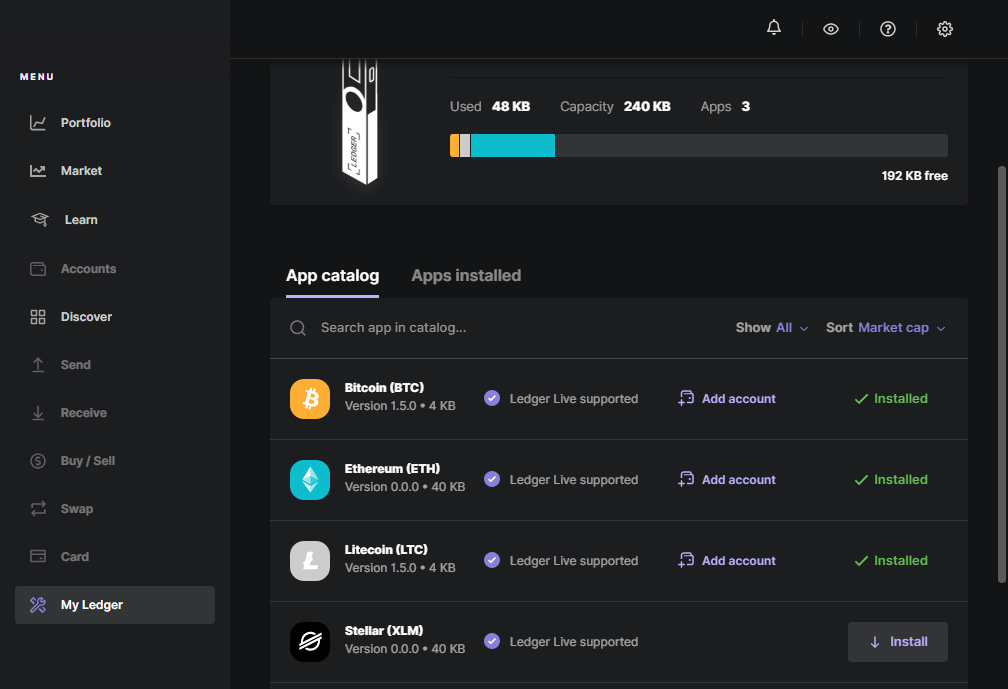 MENU
Portfolio
Market
Learn
Accounts
Discover
Send
Receive
Buy / Sell
Swap
Card
My Ledger
LEDGER
Used 48 KB Capacity 240 KB Apps 3
192 KB free
App catalog Apps installed
Search app in catalog... Show All Sort Market cap
Bitcoin (BTC)
Version 1.5.0 • 4 KB Ledger Live supported Add account Installed
Ethereum (ETH)
Version 0.0.0 • 40 KB Ledger Live supported Add account Installed
Litecoin (LTC)
Version 1.5.0 • 4 KB Ledger Live supported Add account Installed
Stellar (XLM)
Version 0.0.0 • 40 KB Ledger Live supported Install